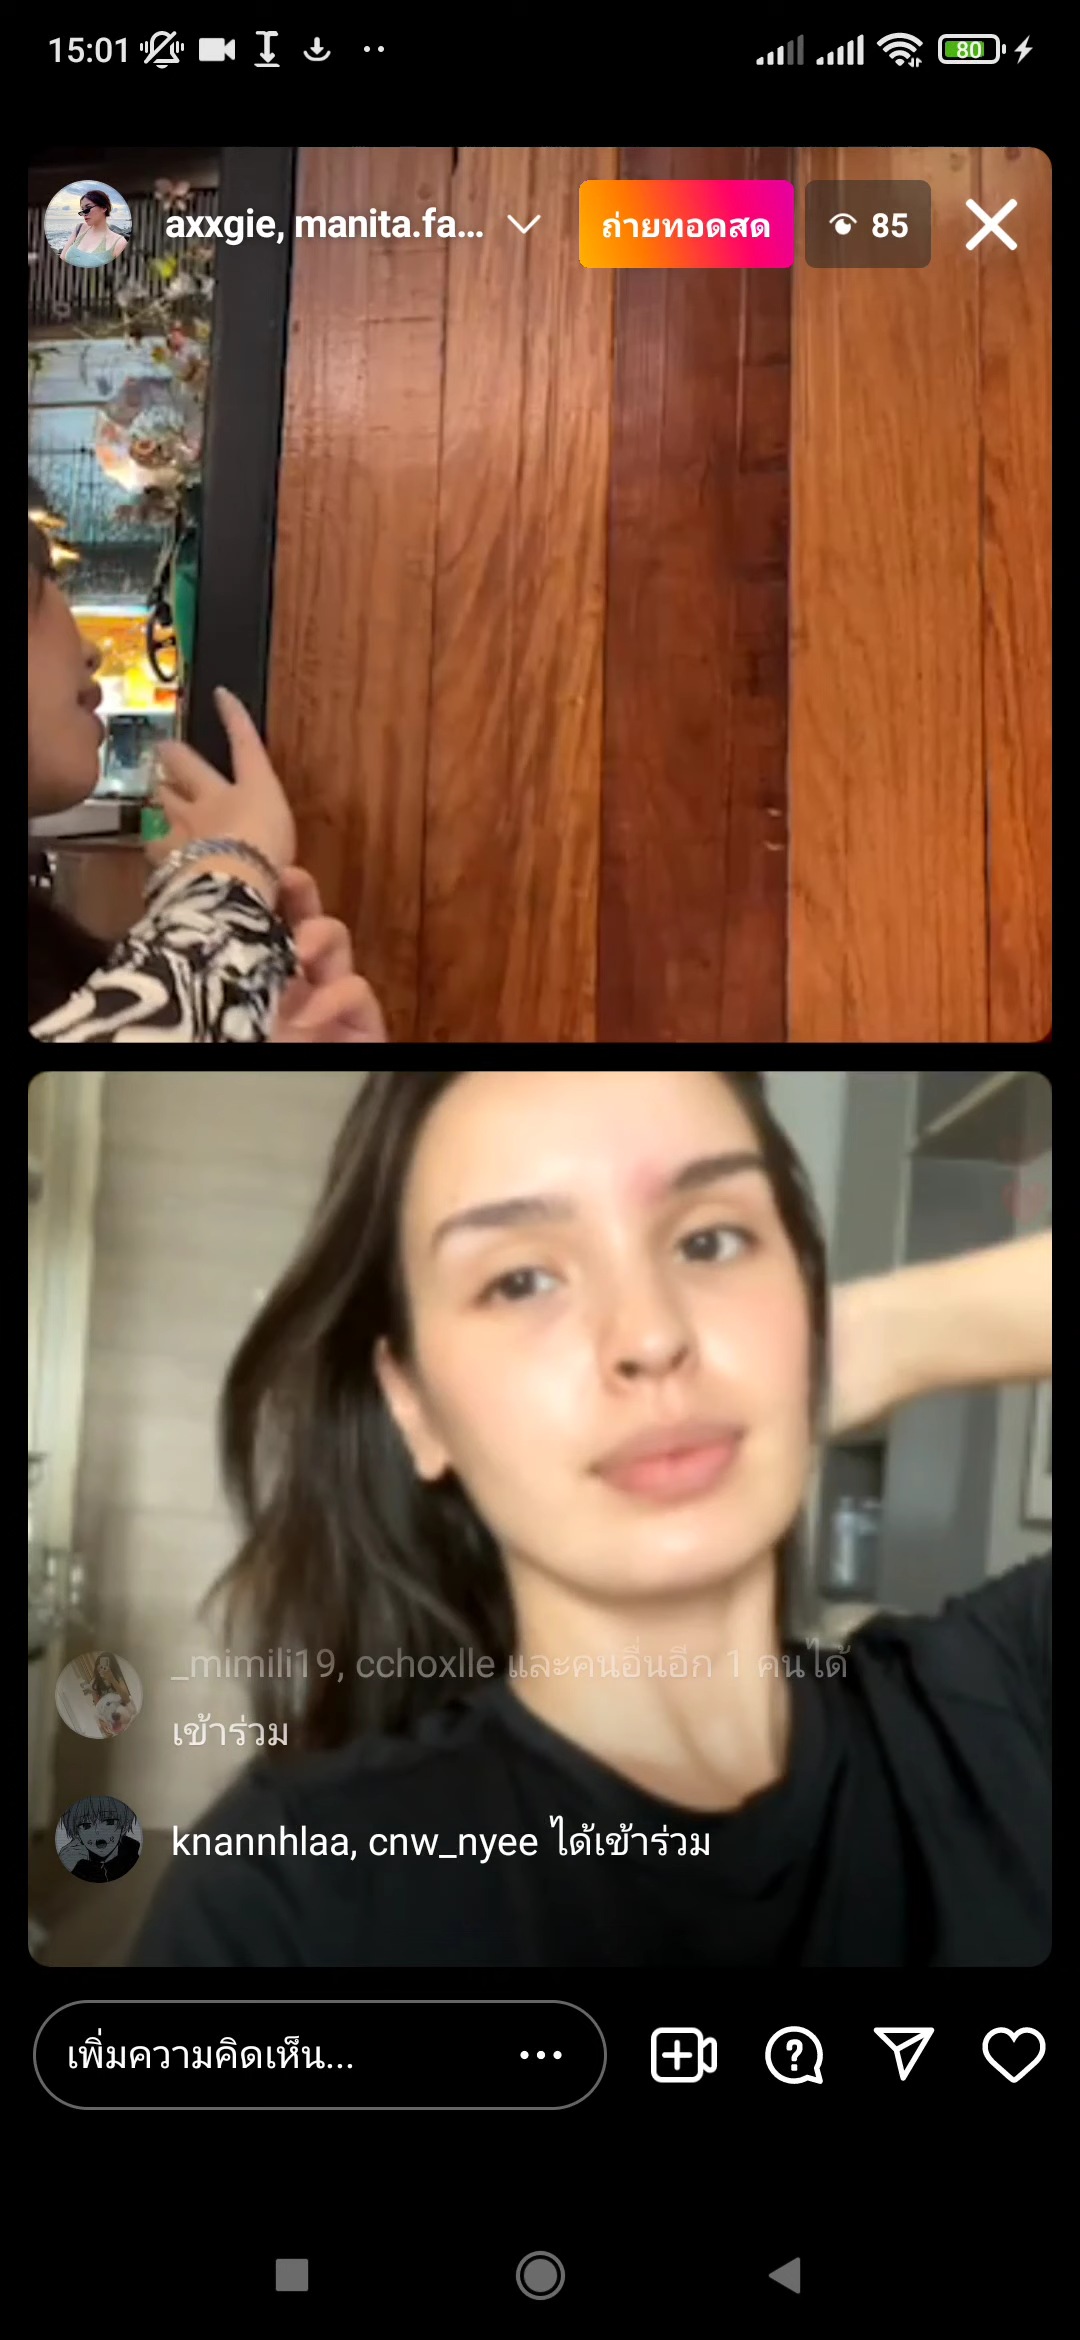 15:01
80
axxgie, manita.fa...
ถ่ายทอดสด
85
_mimili19, cchoxlle และคนอื่นอีก 1 คนได้
เข้าร่วม
knannhlaa, cnw_nyee ได้เข้าร่วม
เพิ่มความคิดเห็น...